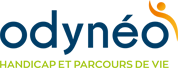 odynéo
HANDICAP ET PARCOURS DE VIE